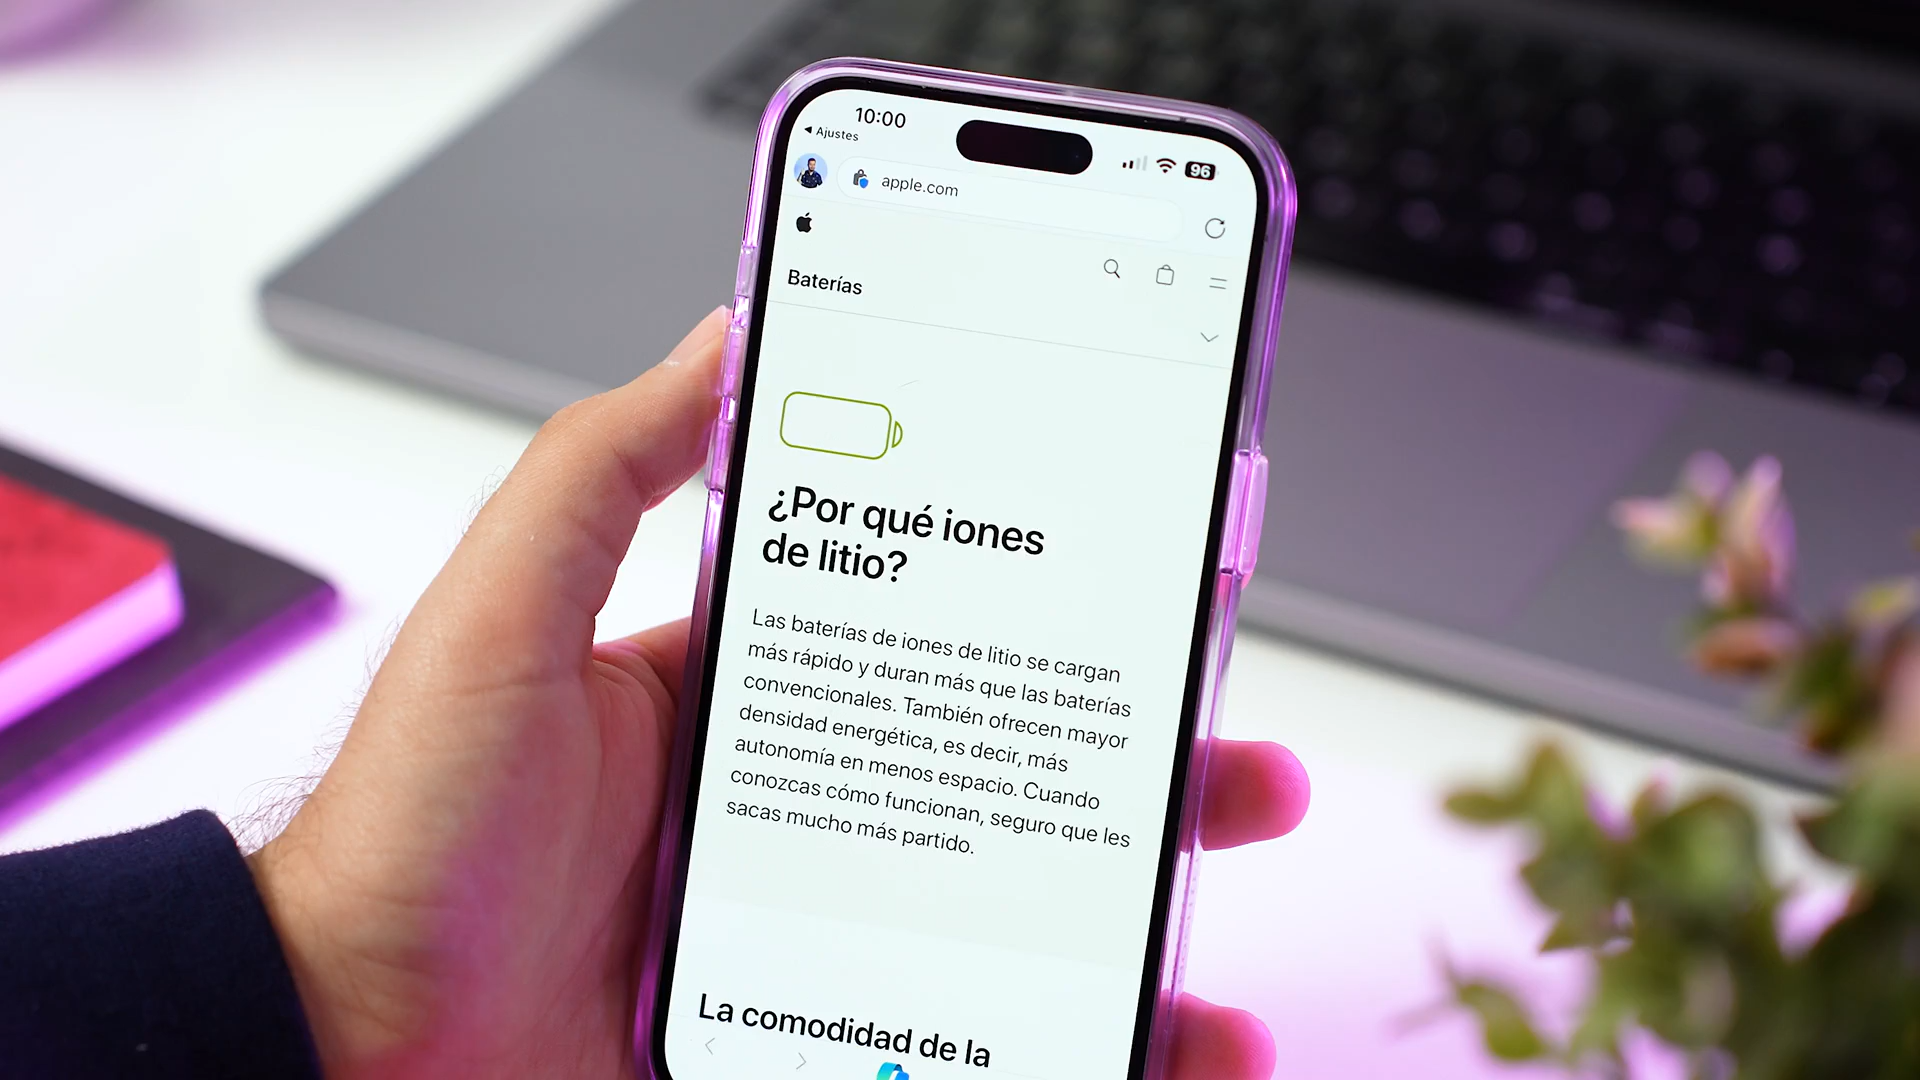 10:00
Ajustes
96
apple.com
Baterías
¿Por qué iones
de litio?
Las baterías de iones de litio se cargan
más rápido y duran más que las baterías
convencionales. También ofrecen mayor
densidad energética, es decir, más
autonomía en menos espacio. Cuando
conozcas cómo funcionan, seguro que les
sacas mucho más partido.
La comodidad de la